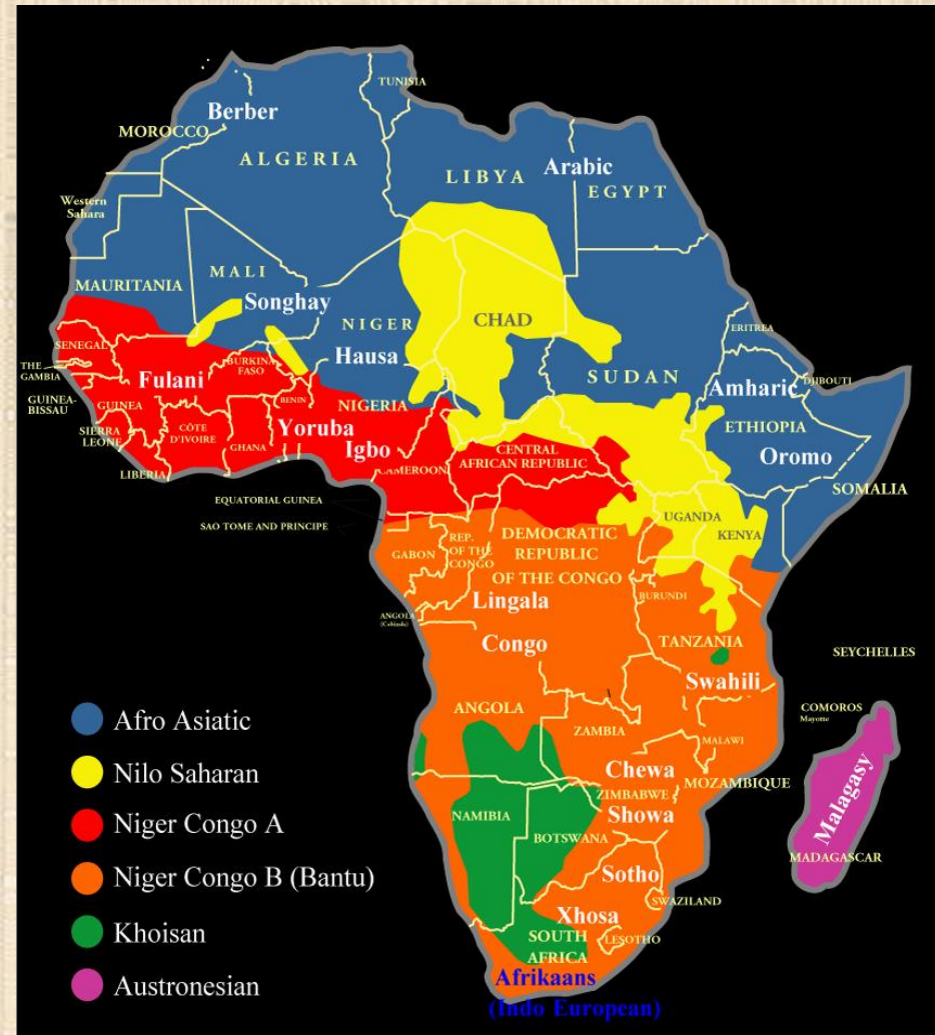 TUNISIA
Berber
MOROCCO
ALGERIA
LIBYA
Arabic
EGYPT
Western
Sahara
MALI
MAURITANIA
Songhay
NIGER
CHAD
Hausa
SUDAN
ERITREA
SENEGAL
THE
GAMBIA
Fulani
BURKINA
FASO
Amharic
DJIBOUTI
GUINEA-
BISSAU
GUINEA
BENIN
NIGERIA
ETHIOPIA
SIERRA
LEONE
CÔTE
D'IVOIRE
Yoruba
GHANA
Igbo
Oromo
LIBERIA
CAMEROON
CENTRAL
AFRICAN REPUBLIC
SOMALIA
EQUATORIAL GUINEA
SAO TOME AND PRINCIPE
UGANDA
KENYA
GABON
REP.
OF THE
CONGO
DEMOCRATIC
REPUBLIC
OF THE CONGO
Lingala
BURUNDI
ANGOLA
(Cabinda)
Congo
TANZANIA
SEYCHELLES
Swahili
ANGOLA
COMOROS
Mayotte
ZAMBIA
MALAWI
Chewa
MOZAMBIQUE
ZIMBABWE
NAMIBIA
Showa
BOTSWANA
Malagasy
MADAGASCAR
Sotho
SWAZILAND
Xhosa
SOUTH
AFRICA
LESOTHO
Afrikaans
(Indo European)
Afro Asiatic
Nilo Saharan
Niger Congo A
Niger Congo B (Bantu)
Khoisan
Austronesian